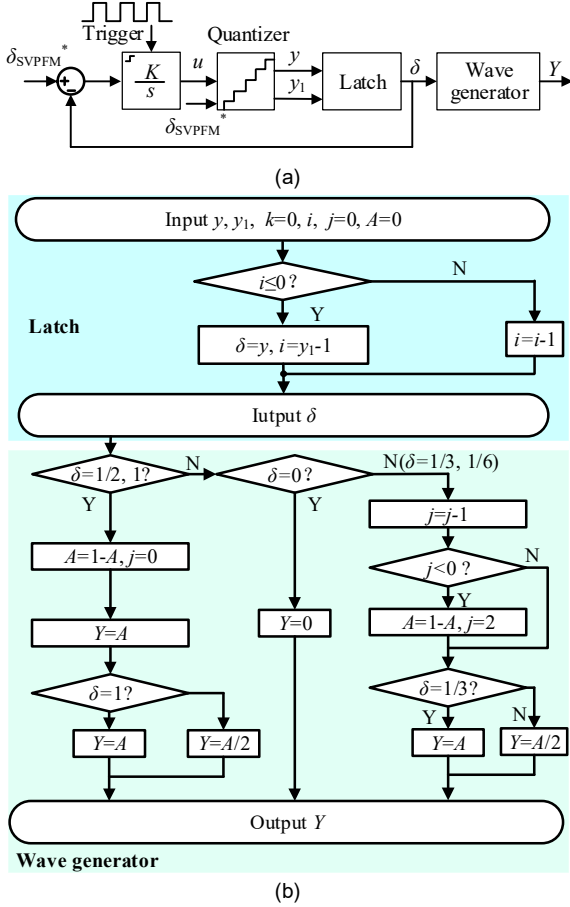 Trigger
Quantizer
δSVPFM*
K
s
u
y
y1
Latch
δ
Wave
generator
Y
δSVPFM*
(a)
Input y, y1, k=0, i, j=0, A=0
i≤0?
N
Y
Latch
δ=y, i=y1-1
i=i-1
Iutput δ
δ=1/2, 1?
N
δ=0?
N(δ=1/3, 1/6)
Y
Y
j=j-1
A=1-A, j=0
j<0 ?
N
Y
Y=A
Y=0
A=1-A, j=2
δ=1?
δ=1/3?
Y
N
Y=A
Y=A/2
Y=A
Y=A/2
Output Y
Wave generator
(b)